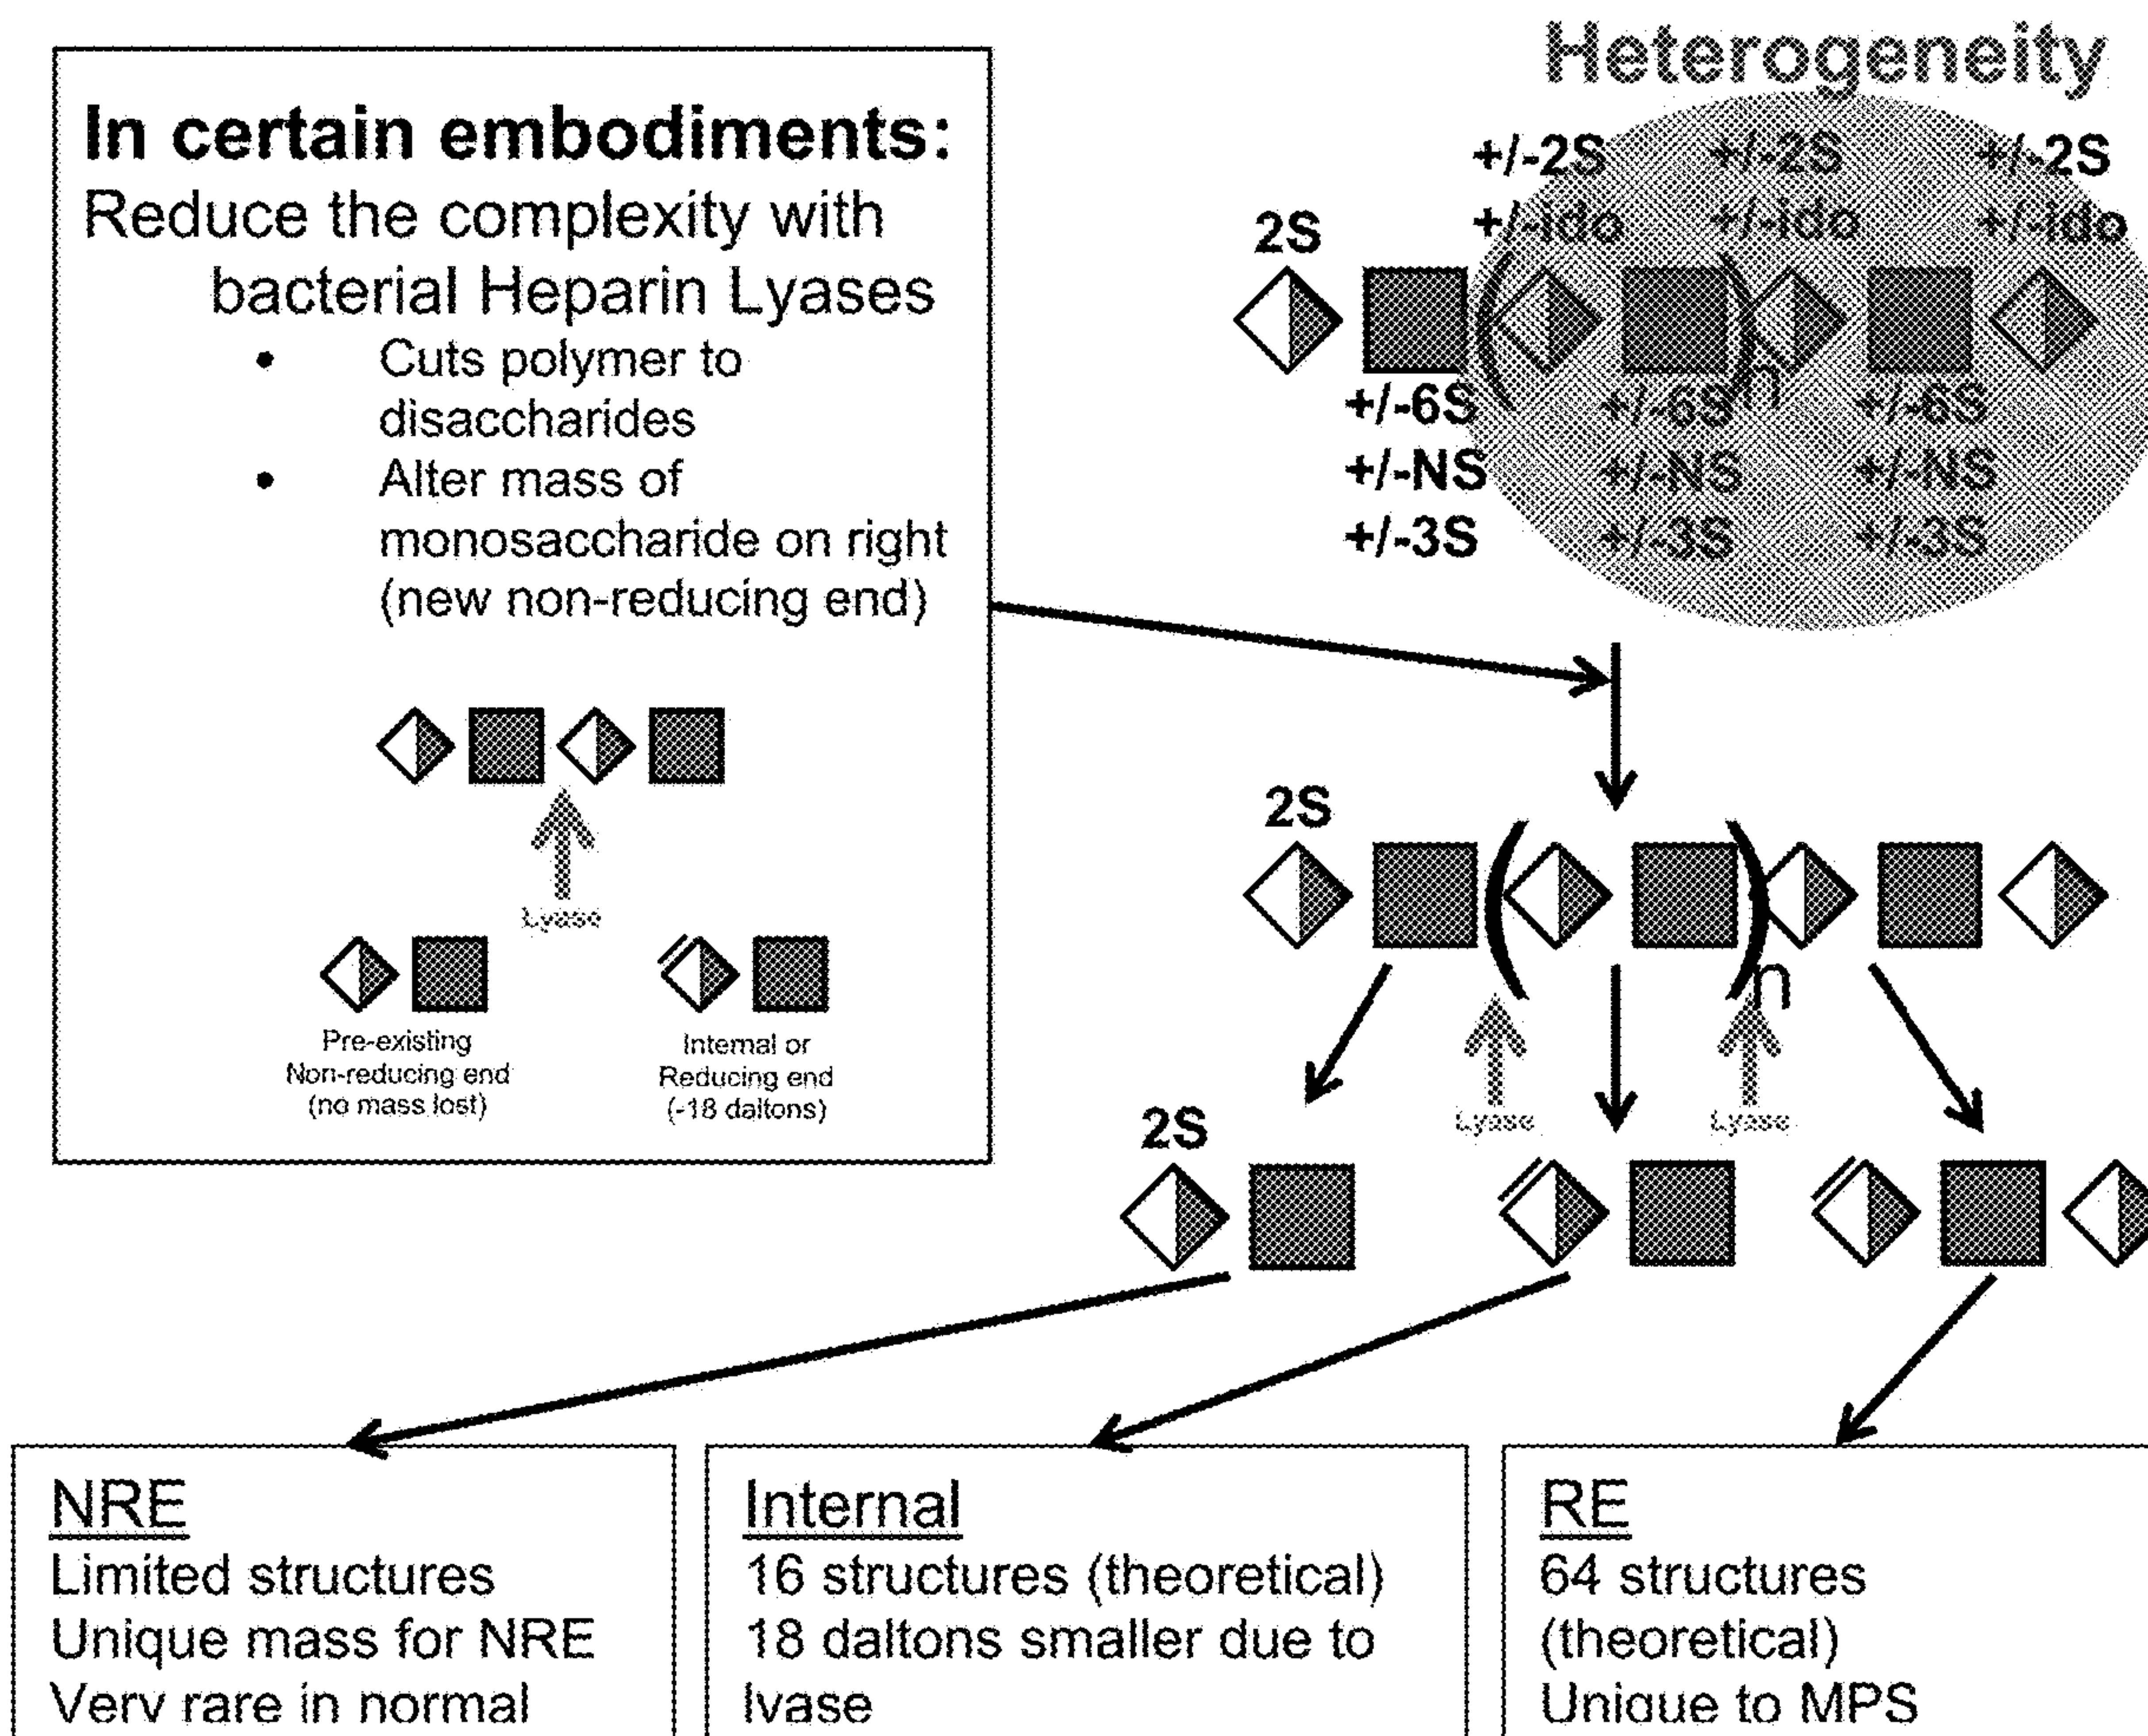 Heterogeneity
In certain embodiments:
Reduce the complexity with
bacterial Heparin Lyases
• Cuts polymer to
disaccharides
• Alter mass of
monosaccharide on right
(new non-reducing end)
Lyase
Pre-existing
Non-reducing end
(no mass lost)
Internal or
Reducing end
(-18 daltons)
+/-2S +/-2S +/-2S
2S +/-ido +/-ido +/-ido
( ) n
+/-6S +/-6S +/-6S
+/-NS +/-NS +/-NS
+/-3S +/-3S +/-3S
2S
( ) n
Lyase Lyase
2S
NRE
Limited structures
Unique mass for NRE
Very rare in normal
Internal
16 structures (theoretical)
18 daltons smaller due to
lyase
RE
64 structures
(theoretical)
Unique to MPS